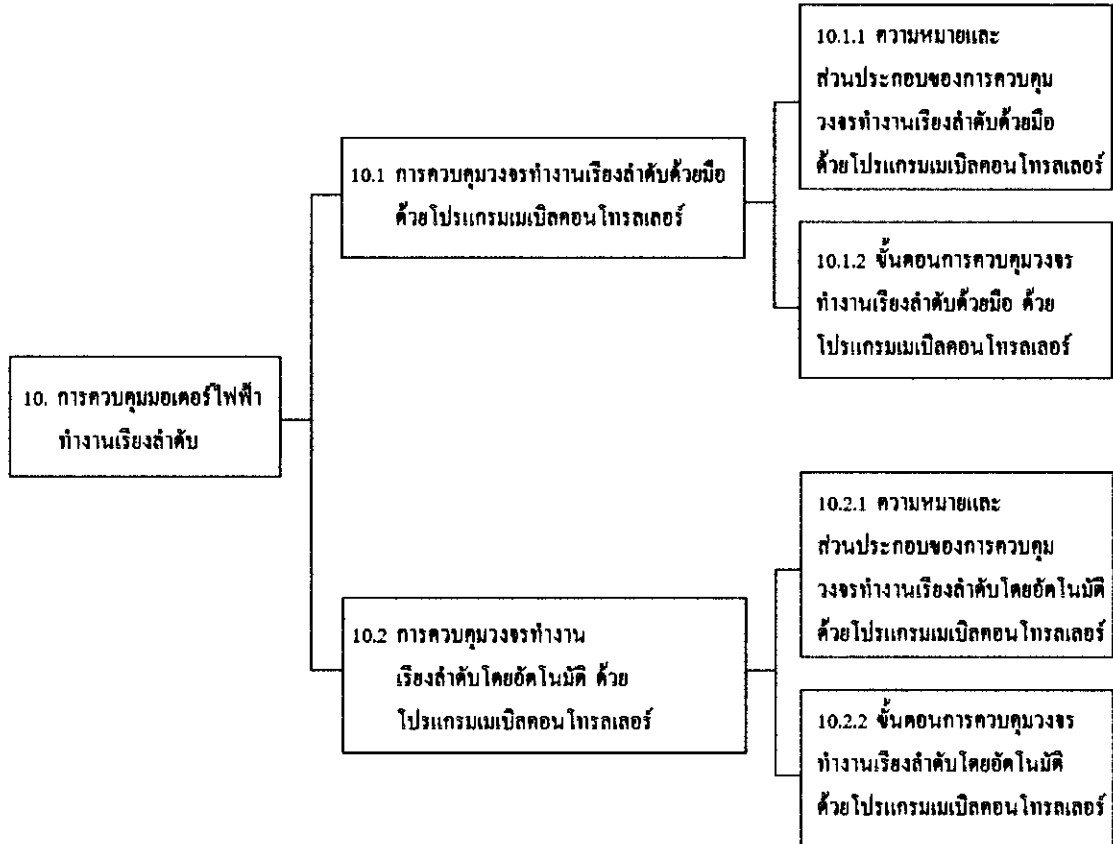 10. การควบคุมมอเตอร์ไฟฟ้า
ทำงานเรียงลำดับ
10.1 การควบคุมวงจรทำงานเรียงลำดับด้วยมือ
ด้วยโปรแกรมเมเบิลคอนโทรลเลอร์
10.1.1 ความหมายและ
ส่วนประกอบของการควบคุม
วงจรทำงานเรียงลำดับด้วยมือ
ด้วยโปรแกรมเมเบิลคอนโทรลเลอร์
10.1.2 ขั้นตอนการควบคุมวงจร
ทำงานเรียงลำดับด้วยมือ ด้วย
โปรแกรมเมเบิลคอนโทรลเลอร์
10.2 การควบคุมวงจรทำงาน
เรียงลำดับโดยอัตโนมัติ ด้วย
โปรแกรมเมเบิลคอนโทรลเลอร์
10.2.1 ความหมายและ
ส่วนประกอบของการควบคุม
วงจรทำงานเรียงลำดับโดยอัตโนมัติ
ด้วยโปรแกรมเมเบิลคอนโทรลเลอร์
10.2.2 ขั้นตอนการควบคุมวงจร
ทำงานเรียงลำดับโดยอัตโนมัติ
ด้วยโปรแกรมเมเบิลคอนโทรลเลอร์